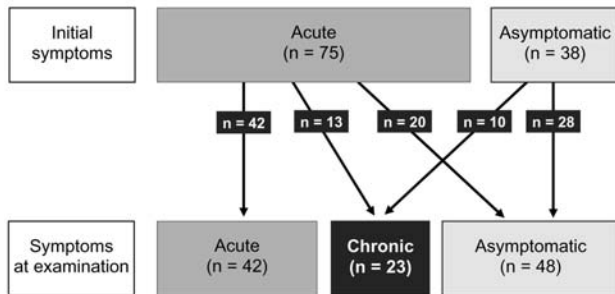 Initial
symptoms
Acute
(n = 75)
Asymptomatic
(n = 38)
n = 42
n = 13
n = 20
n = 10
n = 28
Symptoms
at examination
Acute
(n = 42)
Chronic
(n = 23)
Asymptomatic
(n = 48)